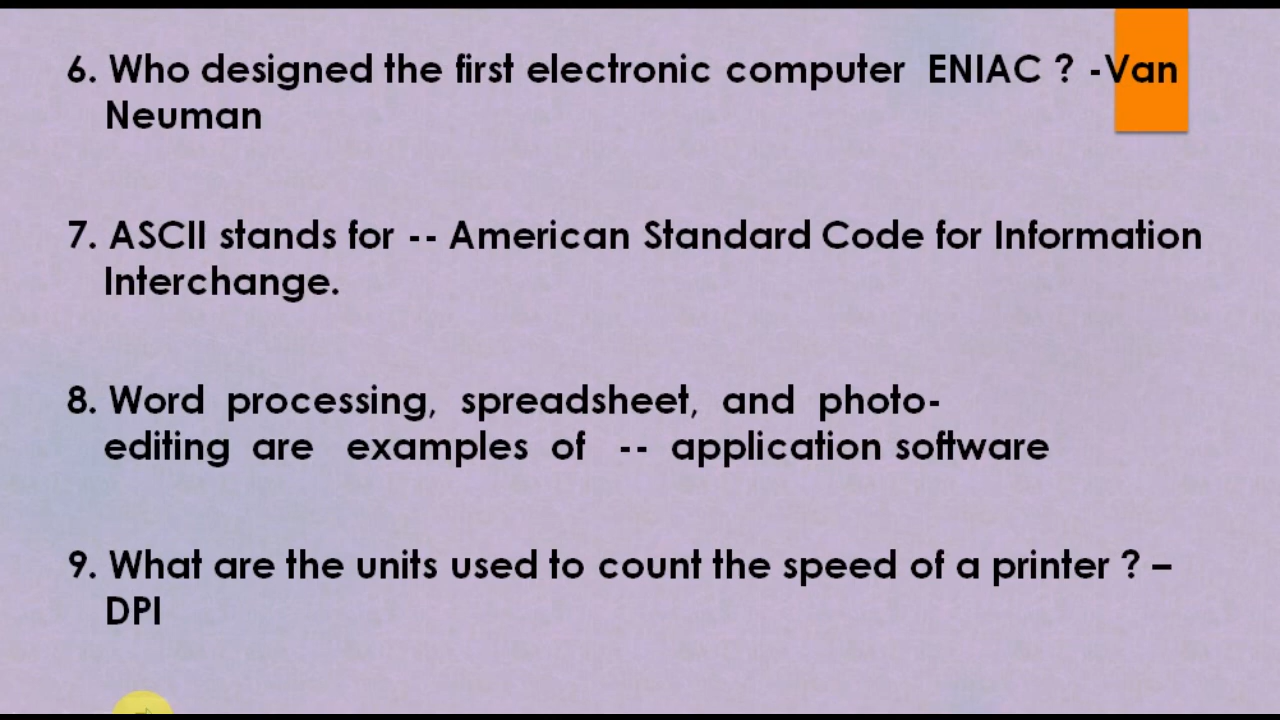 6. Who designed the first electronic computer ENIAC ? -Van
Neuman
7. ASCII stands for -- American Standard Code for Information
Interchange.
8. Word processing, spreadsheet, and photo-
editing are examples of -- application software
9. What are the units used to count the speed of a printer ? –
DPI